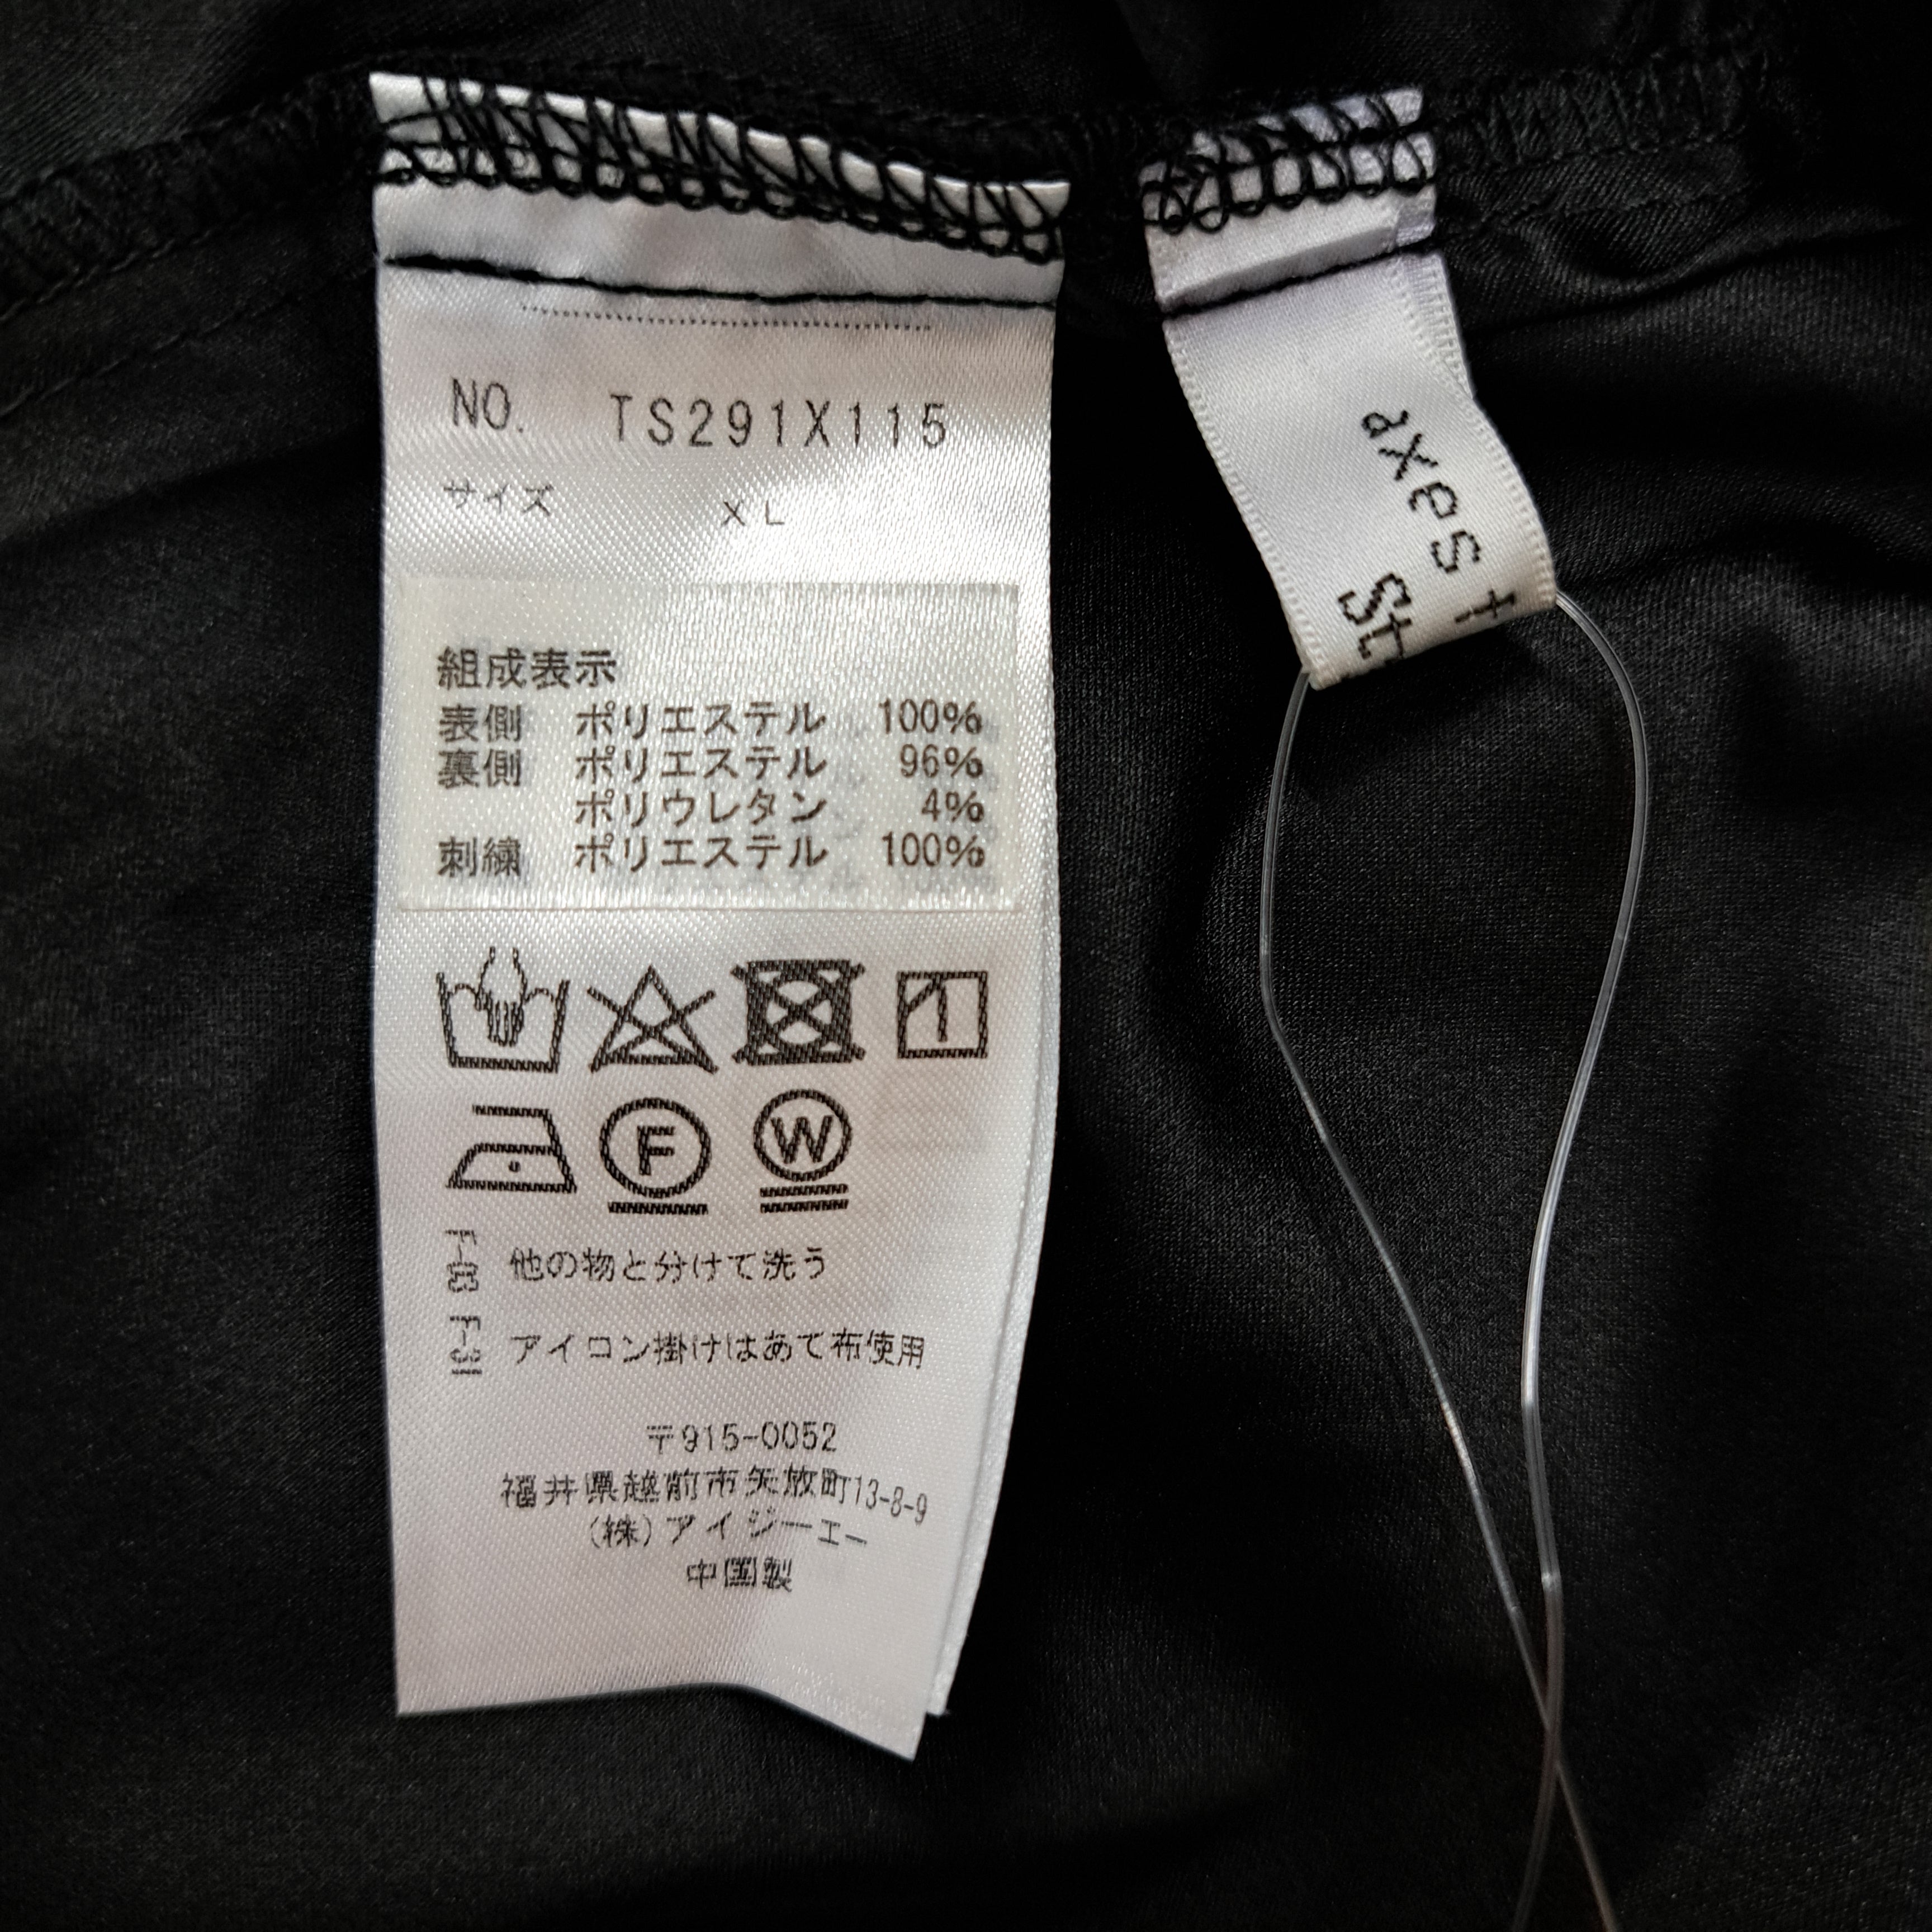 NO. TS291X115
サイズ XL
組成表示
表側 ポリエステル 100%
裏側 ポリエステル 96%
ポリウレタン 4%
刺繍 ポリエステル 100%
F
W
F-03 他の物と分けて洗う
F-31 アイロン掛けはあて布使用
〒915-0052
福井県越前市矢放町13-8-9
(株)アイジーエー
中国製
axes